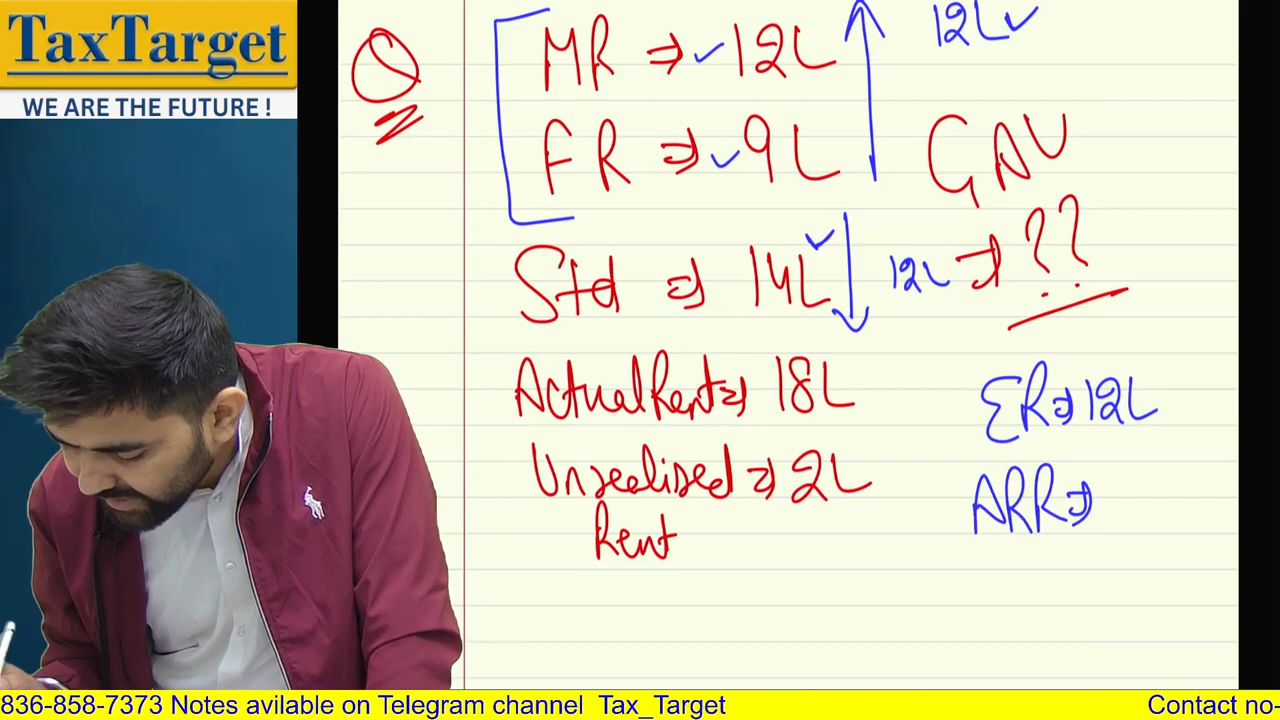 TaxTarget
WE ARE THE FUTURE !
Q
MR ⇒ ✓12L 12L✓
FR ⇒ ✓9L GAV
Std ⇒ 14L✓ 12L ⇒ ??
Actual Rent ⇒ 18L ER ⇒ 12L
Unrealised ⇒ 2L ARR ⇒
Rent
836-858-7373 Notes avilable on Telegram channel Tax_Target Contact no-